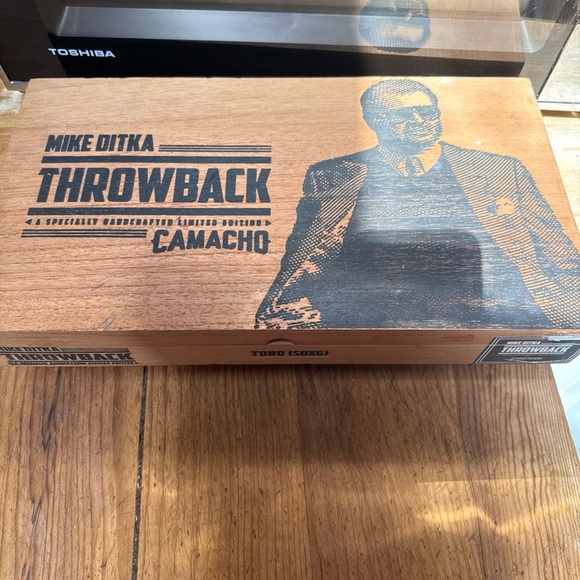 TOSHIBA
MIKE DITKA
THROWBACK
A SPECIALLY HANDCRAFTED LIMITED EDITION
CAMACHO
MIKE DITKA
THROWBACK
TORO (50X6)
MIKE DITKA
THROWBACK